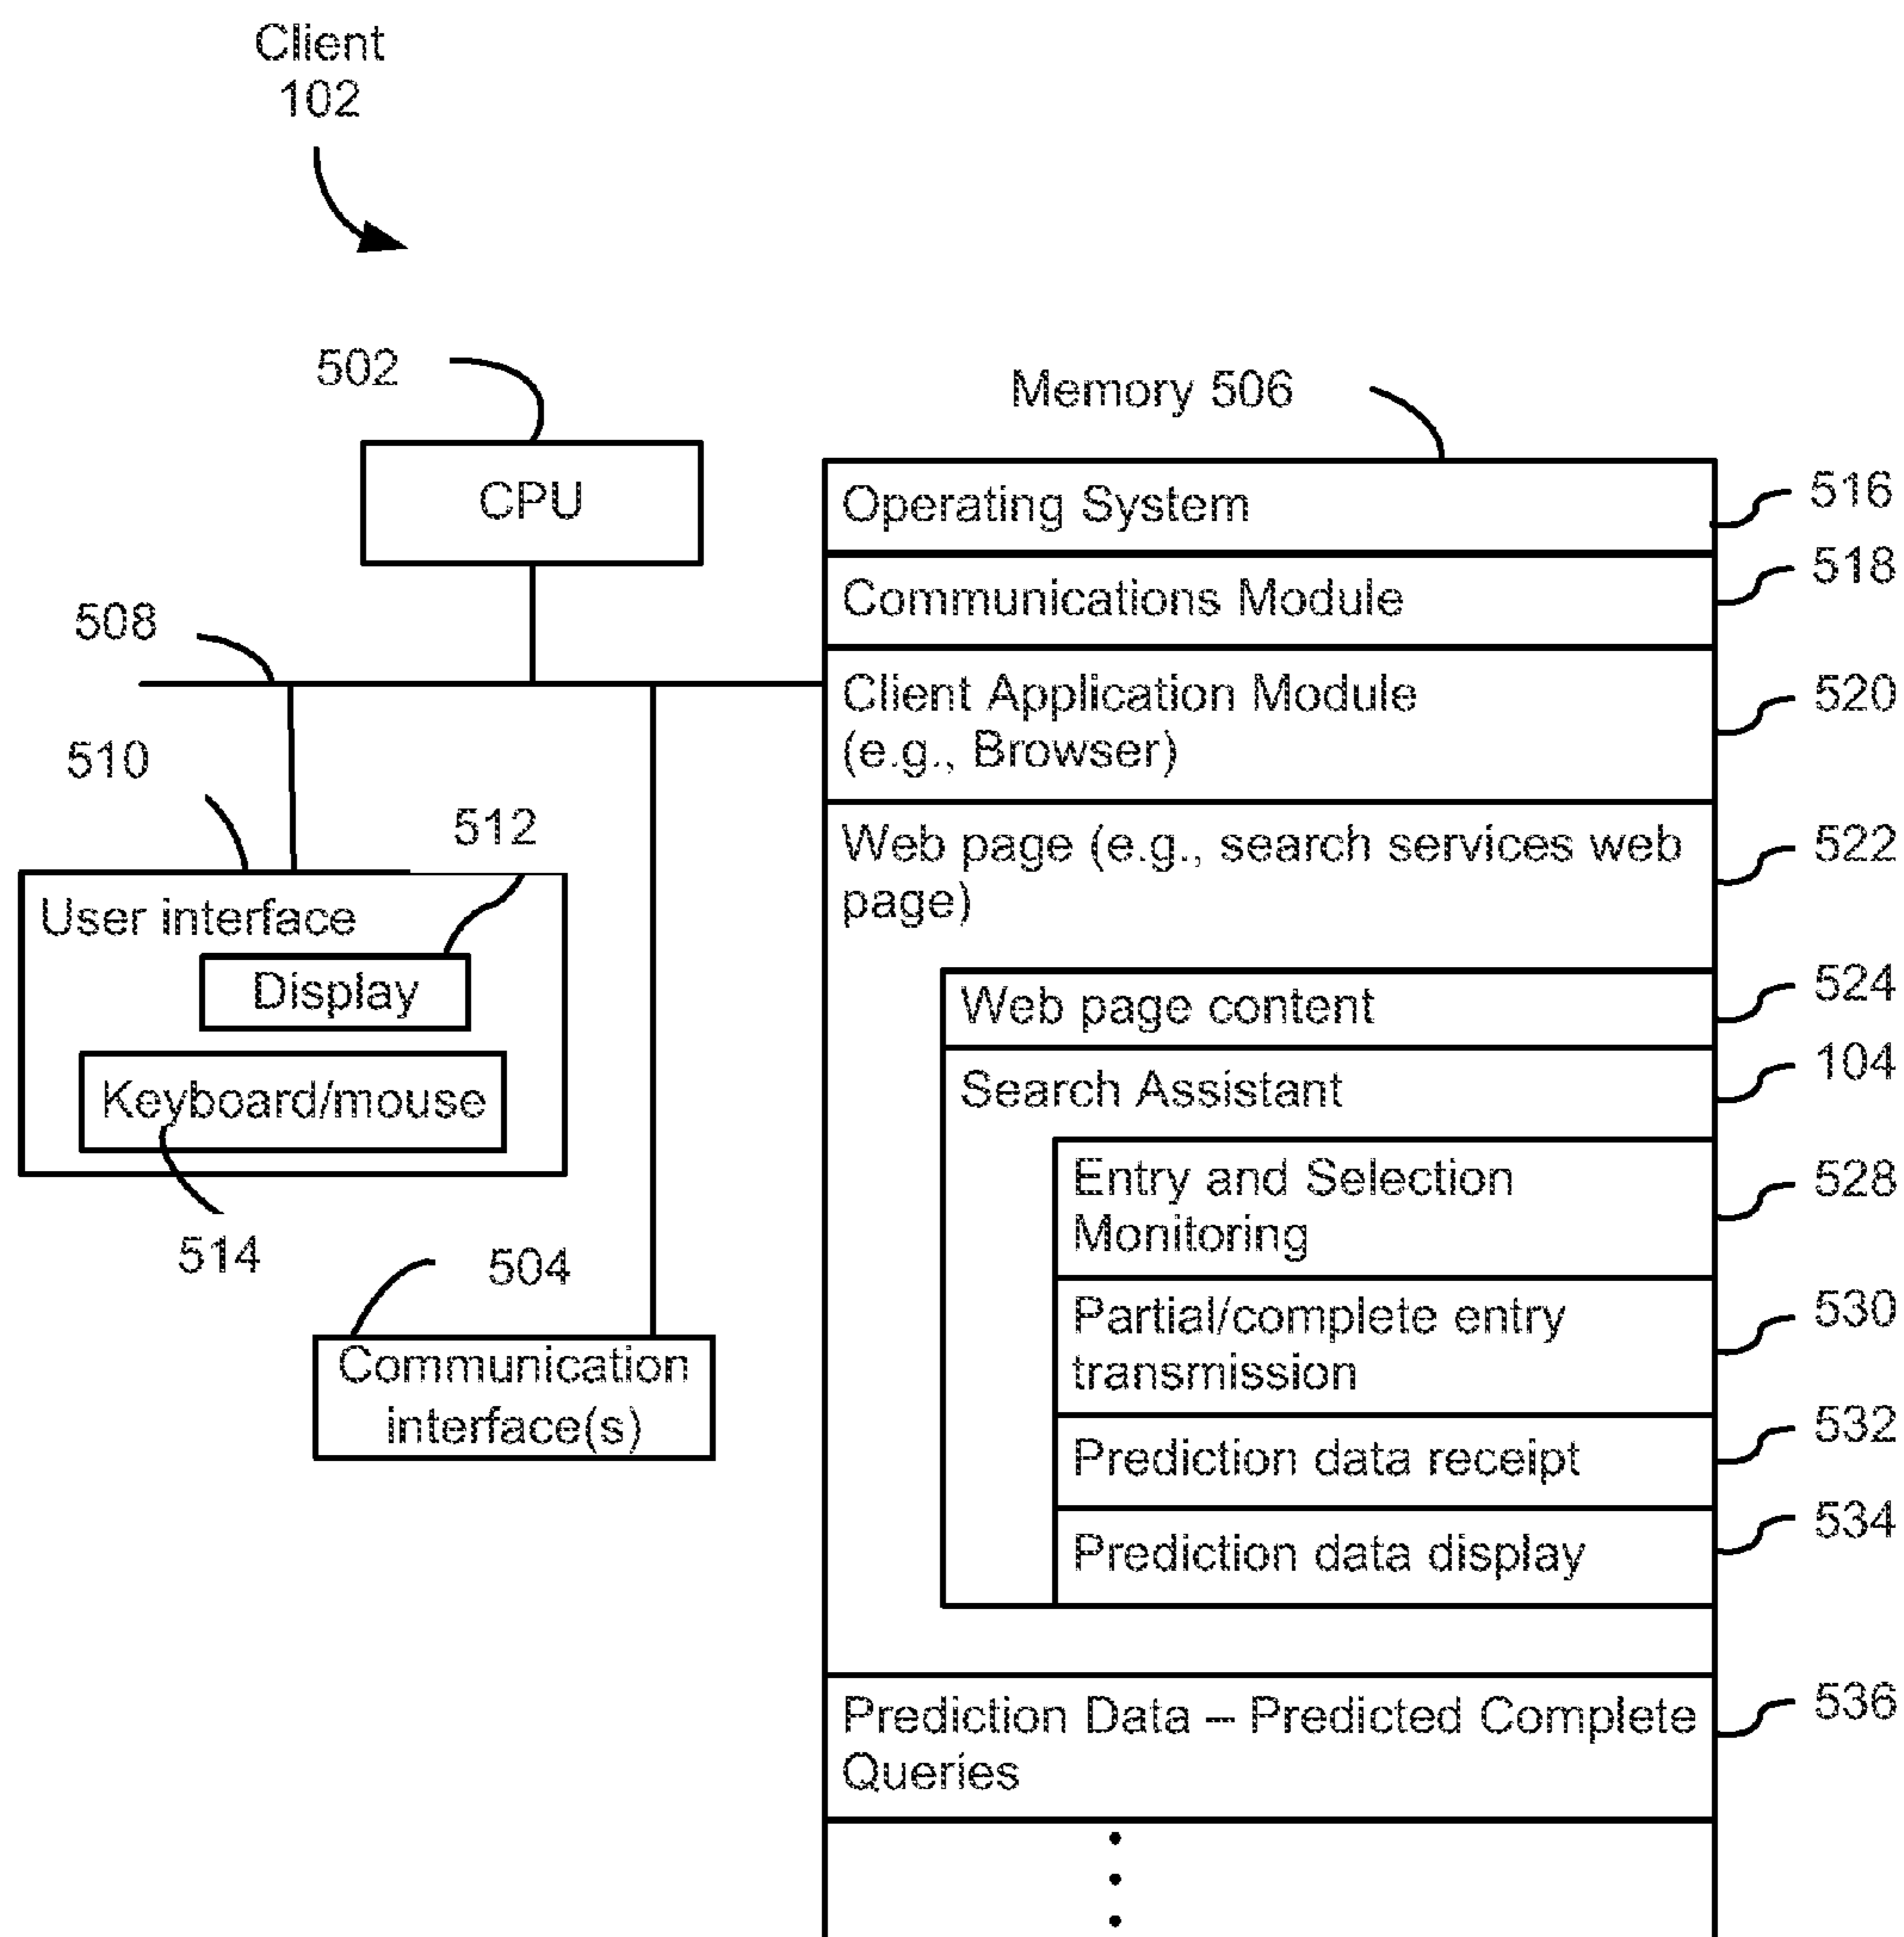 Client
102
502
CPU
508
510
512
User interface
Display
Keyboard/mouse
514
504
Communication
interface(s)
Memory 506
Operating System
516
Communications Module
518
Client Application Module
(e.g., Browser)
520
Web page (e.g., search services web
page)
522
Web page content
524
Search Assistant
104
Entry and Selection
Monitoring
528
Partial/complete entry
transmission
530
Prediction data receipt
532
Prediction data display
534
Prediction Data – Predicted Complete
Queries
536